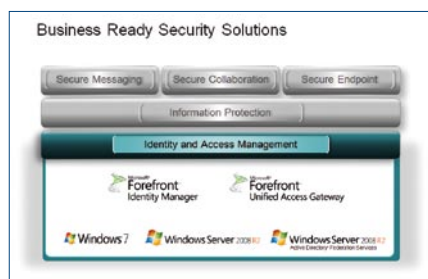 Business Ready Security Solutions
Secure Messaging Secure Collaboration Secure Endpoint
Information Protection
Identity and Access Management
Microsoft Microsoft
Forefront Forefront
Identity Manager Unified Access Gateway
Windows 7 Windows Server 2008 R2 Windows Server 2008 R2
Active Directory Federation Services